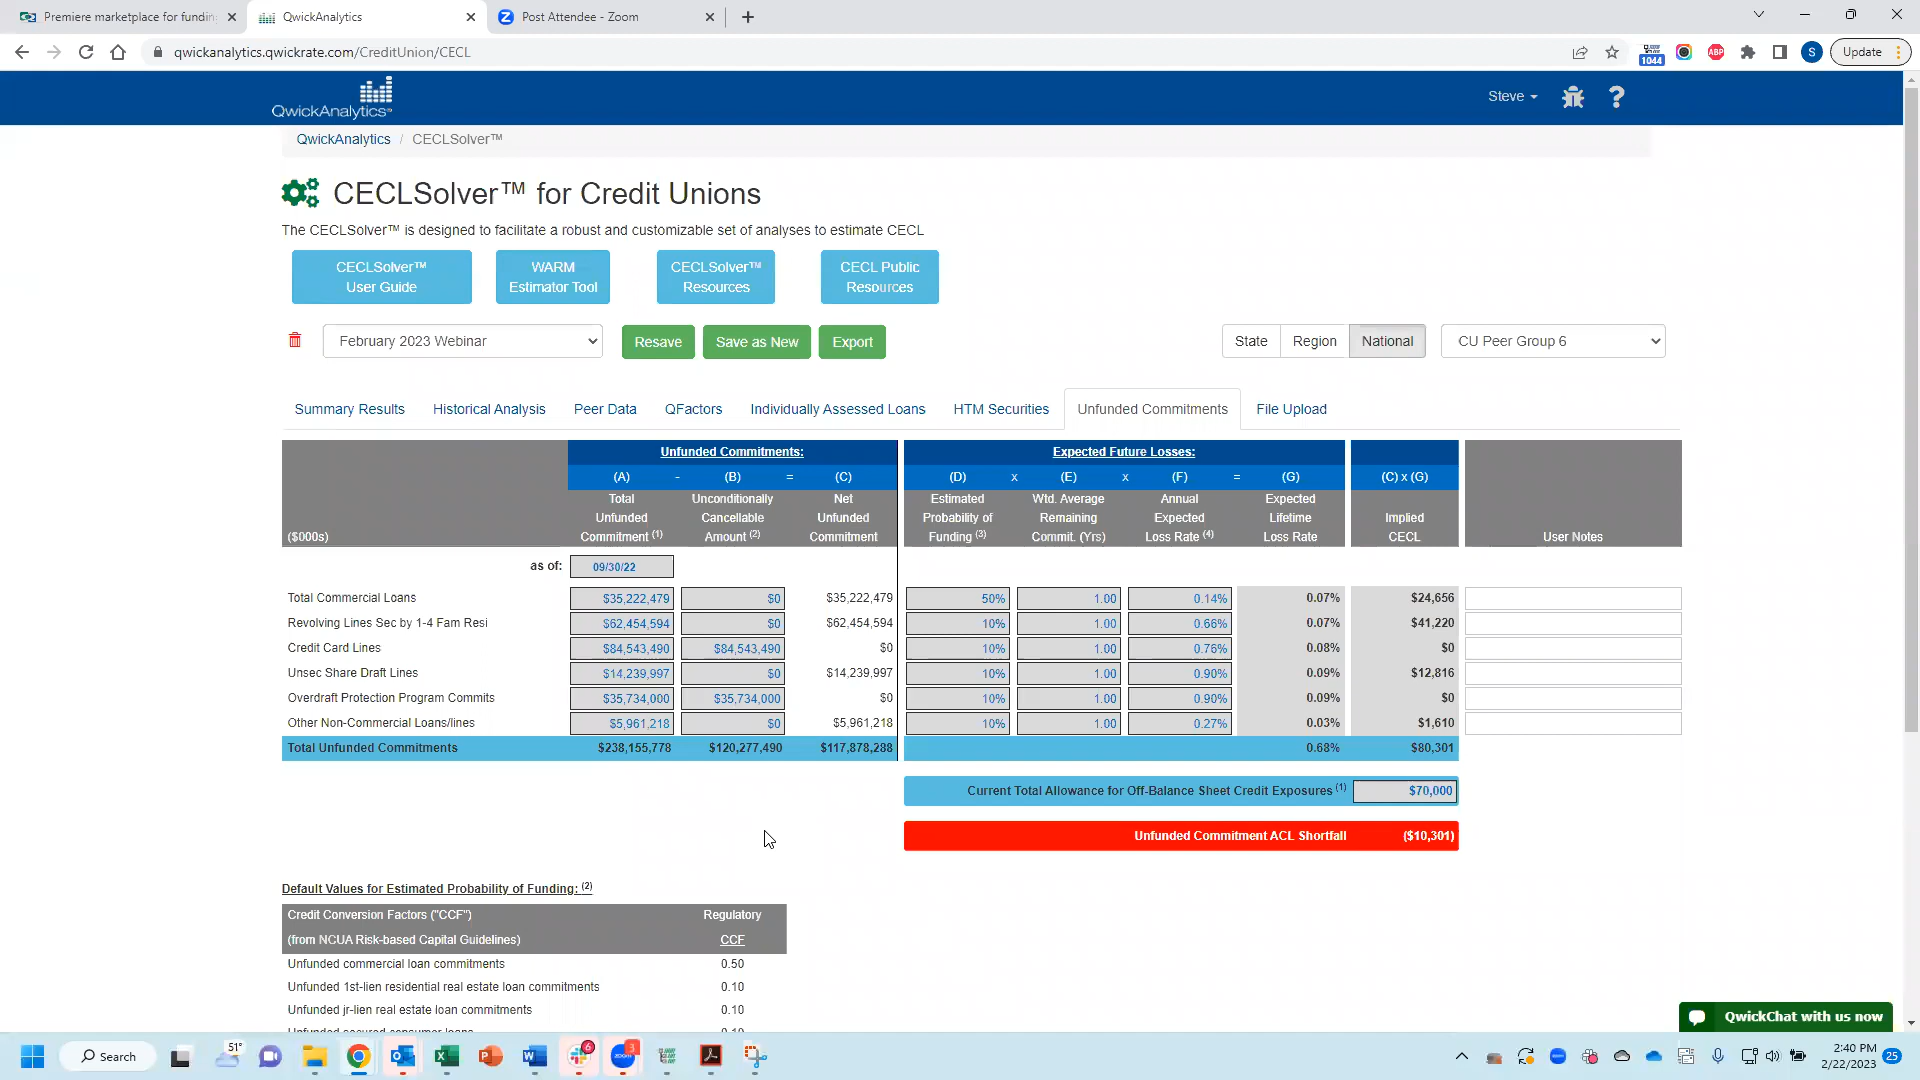 Premiere marketplace for fundin
QwickAnalytics
Post Attendee - Zoom
qwickanalytics.qwickrate.com/CreditUnion/CECL
1044
ABP
S
Update
QwickAnalytics
Steve
?
QwickAnalytics / CECLSolver™
CECLSolver™ for Credit Unions
The CECLSolver™ is designed to facilitate a robust and customizable set of analyses to estimate CECL
CECLSolver™ User Guide
WARM Estimator Tool
CECLSolver™ Resources
CECL Public Resources
February 2023 Webinar
Resave
Save as New
Export
State
Region
National
CU Peer Group 6
Summary Results
Historical Analysis
Peer Data
QFactors
Individually Assessed Loans
HTM Securities
Unfunded Commitments
File Upload
Unfunded Commitments: Expected Future Losses:
(A) - (B) = (C) (D) x (E) x (F) = (G) (C) x (G)
Total Unconditionally Net Estimated Wtd. Average Annual Expected
Unfunded Cancellable Unfunded Probability of Remaining Expected Lifetime Implied
($000s) Commitment (1) Amount (2) Commitment Funding (3) Commit. (Yrs) Loss Rate (4) Loss Rate CECL User Notes
as of: 09/30/22
Total Commercial Loans $35,222,479 $0 $35,222,479 50% 1.00 0.14% 0.07% $24,656
Revolving Lines Sec by 1-4 Fam Resi $62,454,594 $0 $62,454,594 10% 1.00 0.66% 0.07% $41,220
Credit Card Lines $84,543,490 $84,543,490 $0 10% 1.00 0.76% 0.08% $0
Unsec Share Draft Lines $14,239,997 $0 $14,239,997 10% 1.00 0.90% 0.09% $12,816
Overdraft Protection Program Commits $35,734,000 $35,734,000 $0 10% 1.00 0.90% 0.09% $0
Other Non-Commercial Loans/lines $5,961,218 $0 $5,961,218 10% 1.00 0.27% 0.03% $1,610
Total Unfunded Commitments $238,155,778 $120,277,490 $117,878,288 0.68% $80,301
Current Total Allowance for Off-Balance Sheet Credit Exposures (1) $70,000
Unfunded Commitment ACL Shortfall ($10,301)
Default Values for Estimated Probability of Funding: (2)
Credit Conversion Factors ("CCF") Regulatory
(from NCUA Risk-based Capital Guidelines) CCF
Unfunded commercial loan commitments 0.50
Unfunded 1st-lien residential real estate loan commitments 0.10
Unfunded jr-lien real estate loan commitments 0.10
Unfunded secured consumer loans 0.10
QwickChat with us now
Search
51°
6
zoom
3
2:40 PM
2/22/2023
25